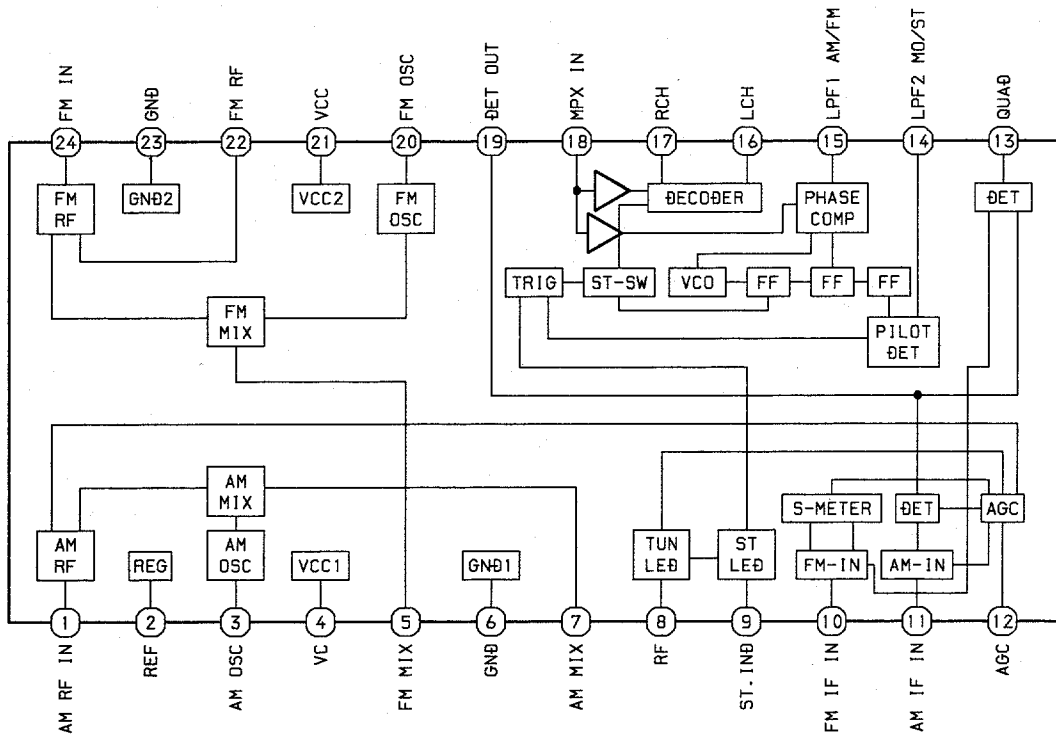 FM IN
GND
FM RF
VCC
FM OSC
DET OUT
MPX IN
RCH
LCH
LPF1 AM/FM
LPF2 MO/ST
QUAD
24
23
22
21
20
19
18
17
16
15
14
13
FM
RF
GND2
VCC2
FM
OSC
DECODER
PHASE
COMP
DET
TRIG
ST-SW
VCO
FF
FF
FF
FM
MIX
PILOT
DET
AM
MIX
S-METER
DET
AGC
AM
RF
REG
AM
OSC
VCC1
GND1
TUN
LED
ST
LED
FM-IN
AM-IN
1
2
3
4
5
6
7
8
9
10
11
12
AM RF IN
REF
AM OSC
VC
FM MIX
GND
AM MIX
RF
ST.IND
FM IF IN
AM IF IN
AGC